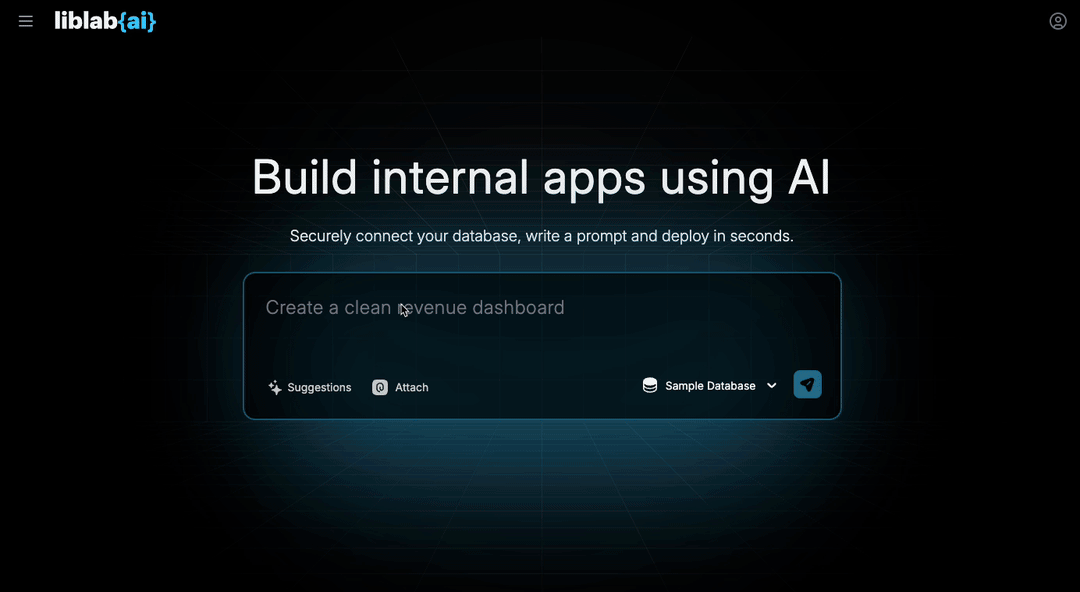 liblab{ai}
Build internal apps using AI
Securely connect your database, write a prompt and deploy in seconds.
Create a clean revenue dashboard
Suggestions Attach Sample Database